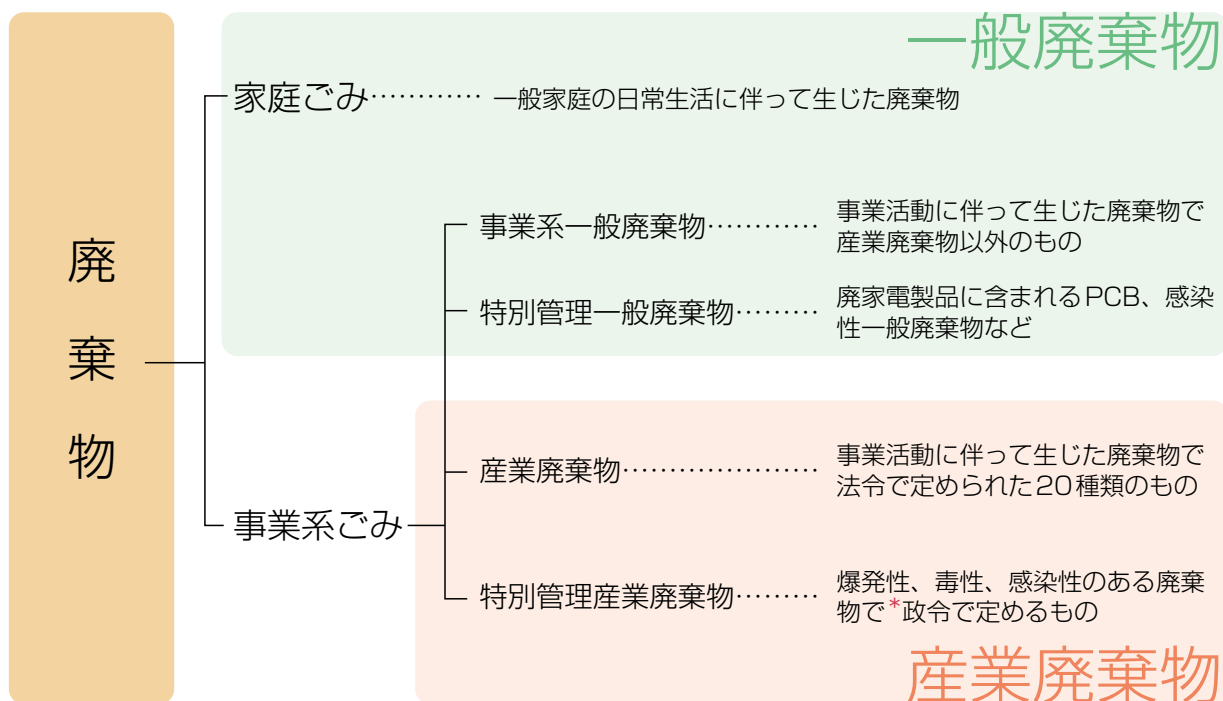 一般廃棄物
廃棄物
家庭ごみ………… 一般家庭の日常生活に伴って生じた廃棄物
事業系一般廃棄物………… 事業活動に伴って生じた廃棄物で
産業廃棄物以外のもの
特別管理一般廃棄物……… 廃家電製品に含まれるPCB、感染
性一般廃棄物など
産業廃棄物………………… 事業活動に伴って生じた廃棄物で
法令で定められた20種類のもの
事業系ごみ
特別管理産業廃棄物……… 爆発性、毒性、感染性のある廃棄
物で*政令で定めるもの
産業廃棄物